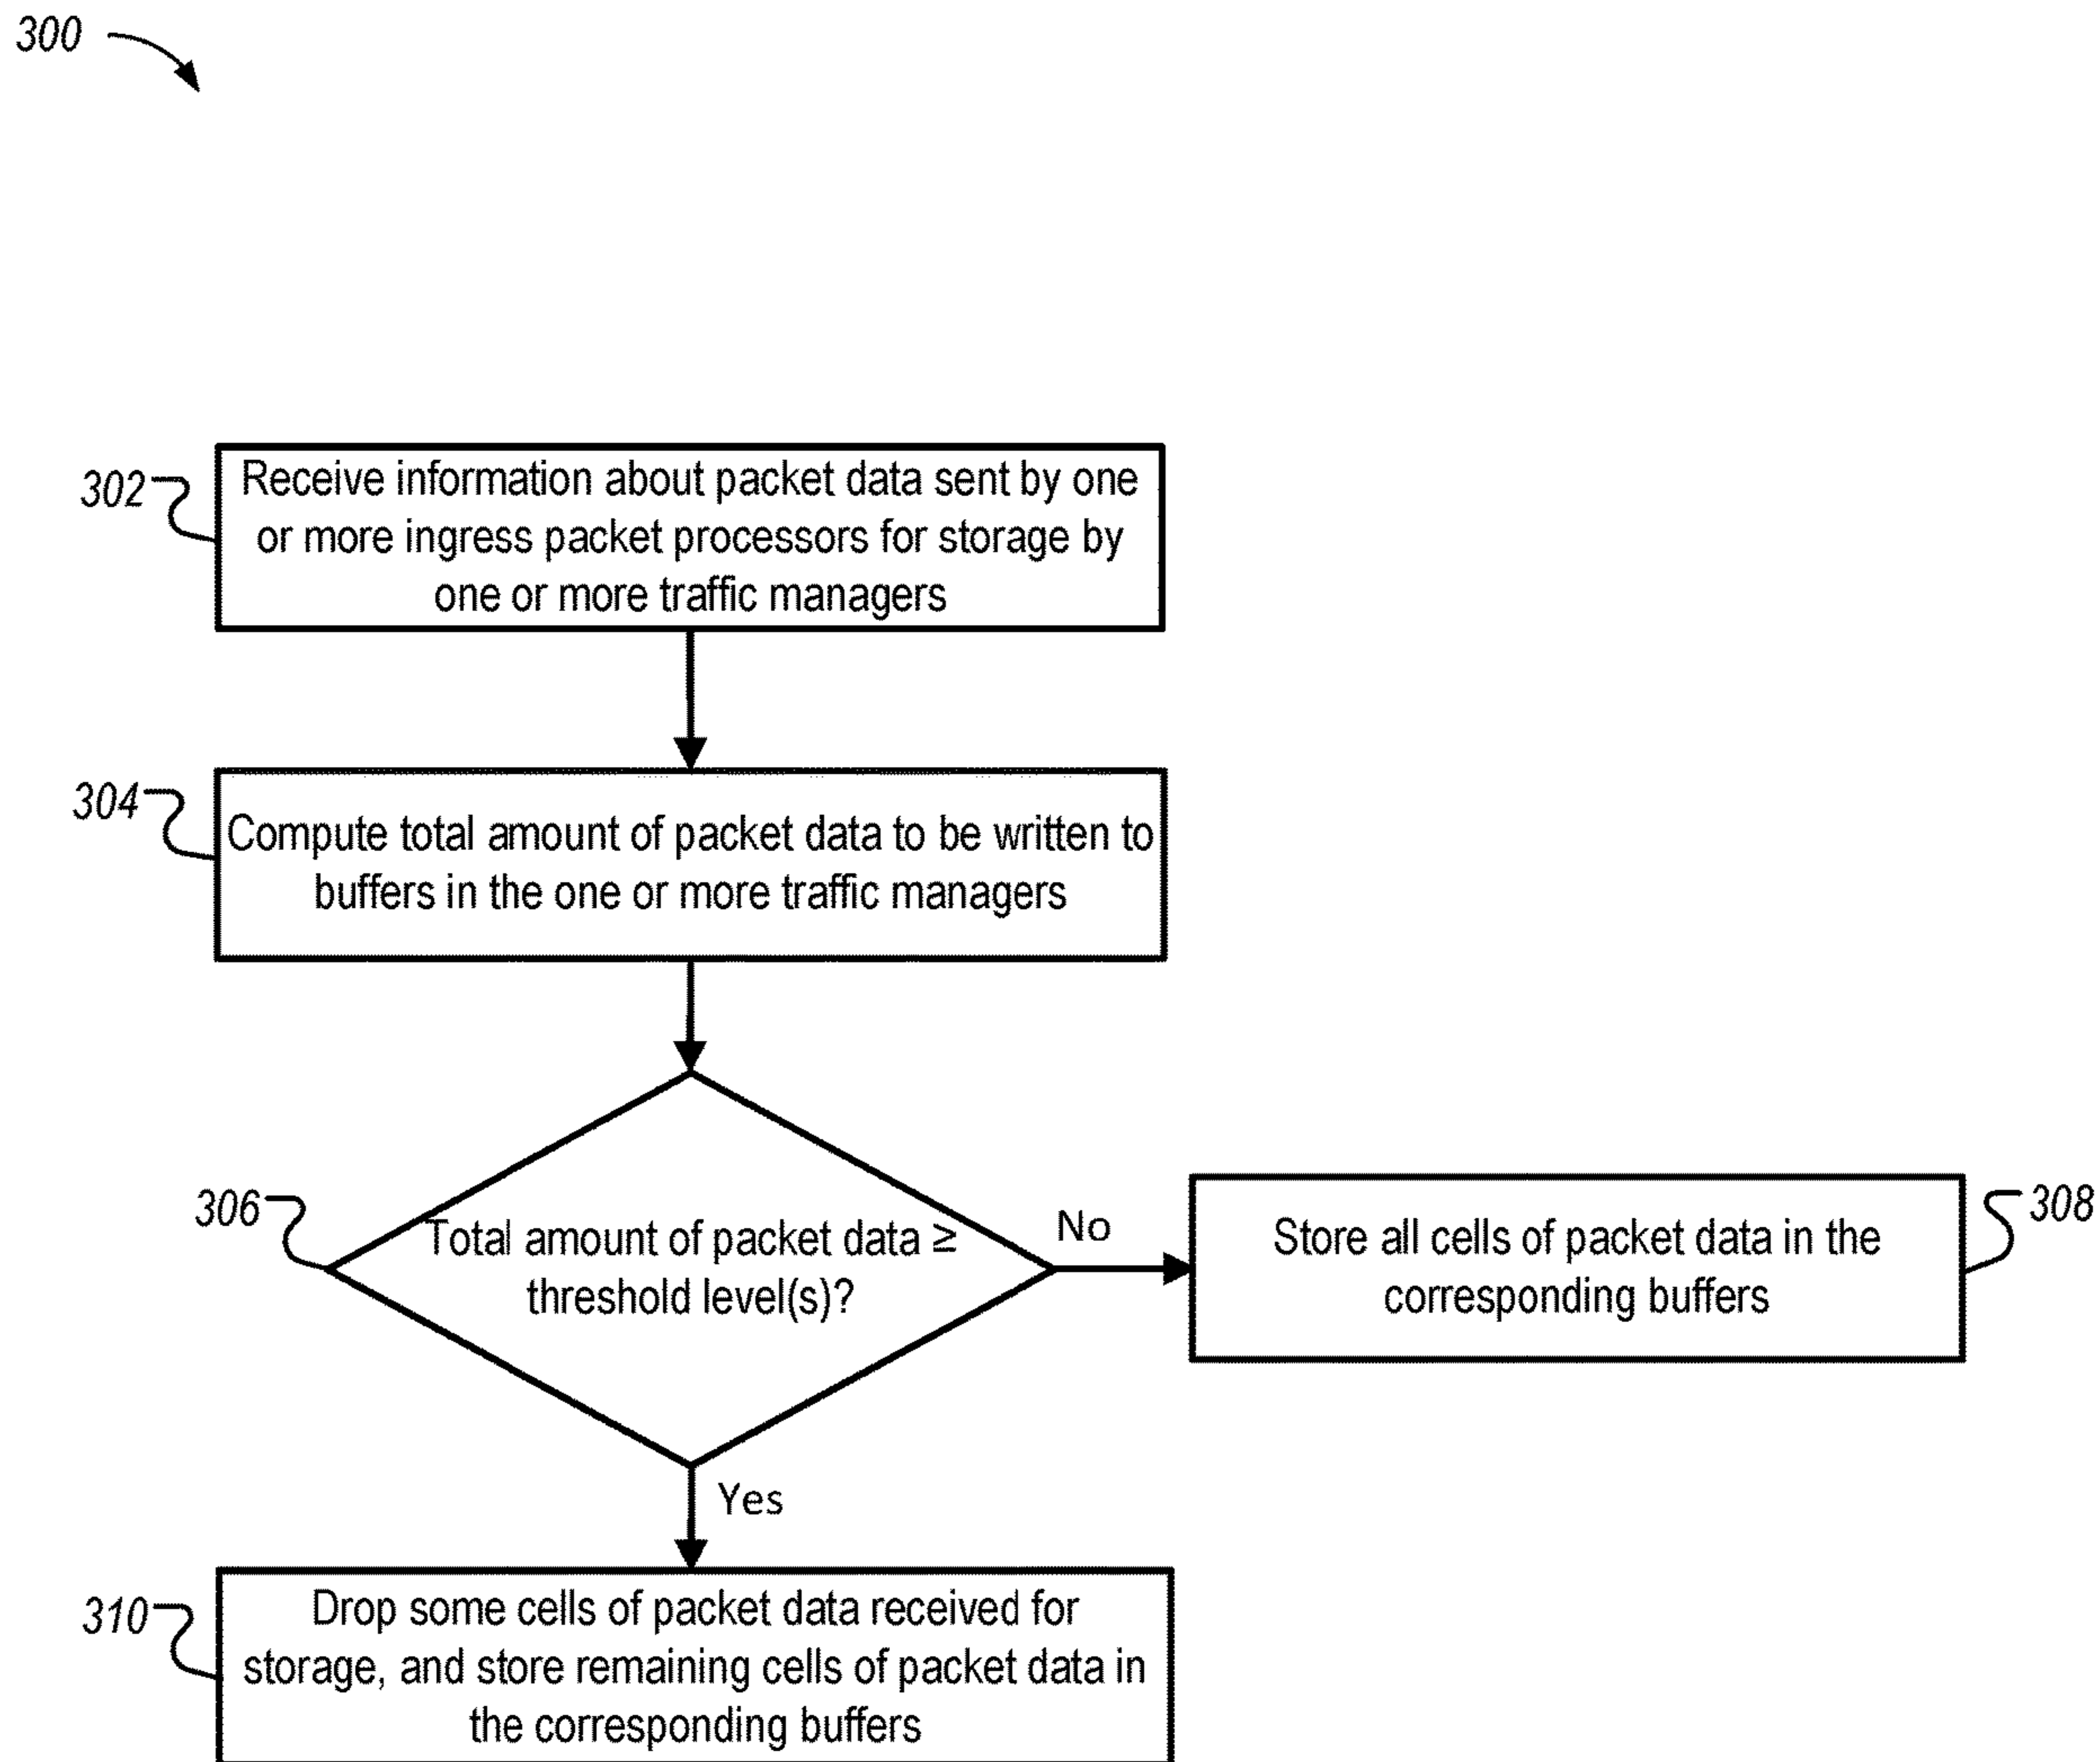 300
302
Receive information about packet data sent by one
or more ingress packet processors for storage by
one or more traffic managers
304
Compute total amount of packet data to be written to
buffers in the one or more traffic managers
306
Total amount of packet data ≥
threshold level(s)?
No
Store all cells of packet data in the
corresponding buffers
308
Yes
310
Drop some cells of packet data received for
storage, and store remaining cells of packet data in
the corresponding buffers